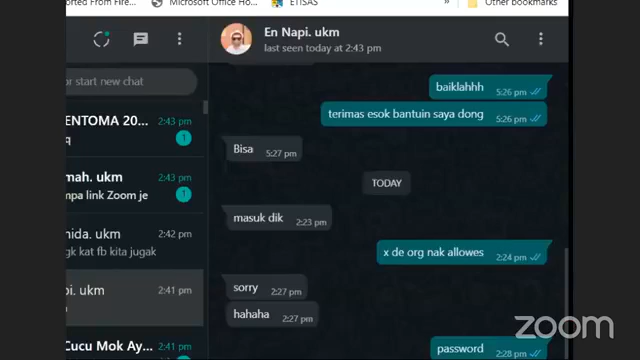 orted From Fire...
Microsoft Office Ho...
ETISAS
»
Other bookmarks
En Napi. ukm
last seen today at 2:43 pm
or start new chat
baiklahhh 5:26 pm
terimas esok bantuin saya dong 5:26 pm
ENTOMA 20... 2:43 pm
q 1
Bisa 5:27 pm
mah. ukm 2:43 pm
mpa link Zoom je 1
TODAY
masuk dik 2:23 pm
nida. ukm 2:42 pm
gk kat fb kita jugak
x de org nak allowes 2:24 pm
pi. ukm 2:41 pm
sorry 2:27 pm
hahaha 2:27 pm
Cucu Mok Ay... 2:41 pm
password 2:28 pm
zoom